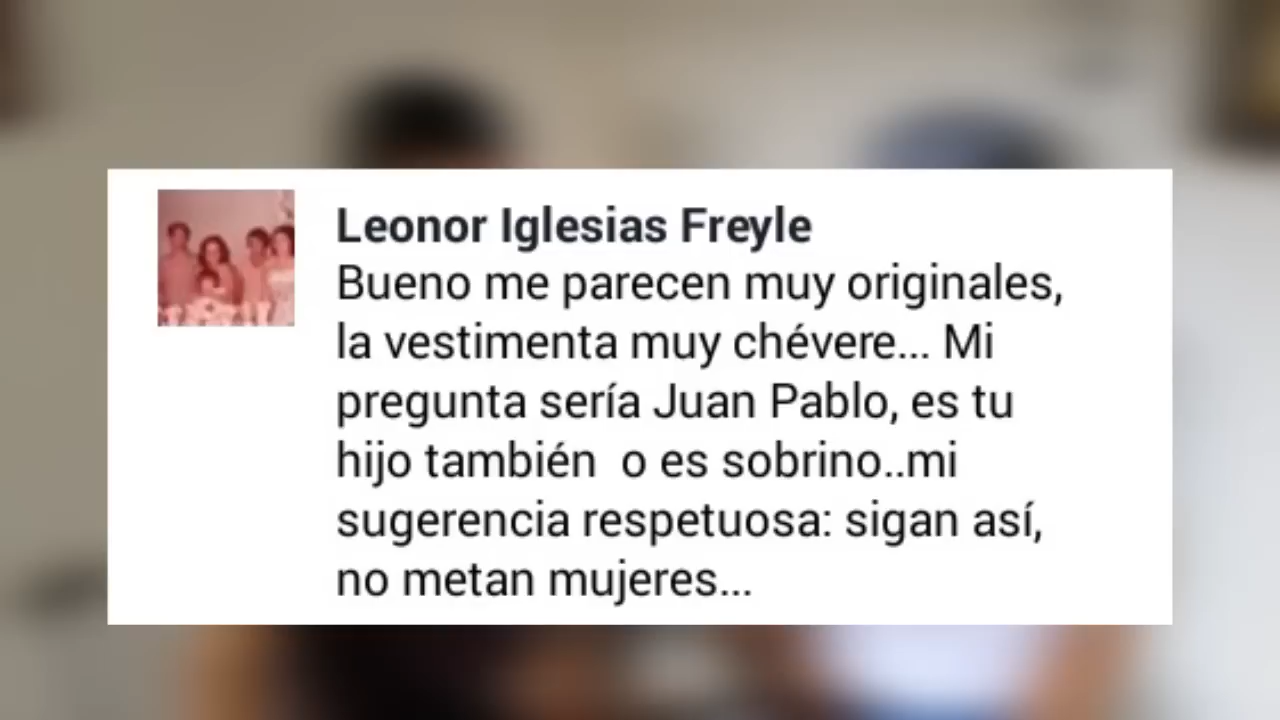 Leonor Iglesias Freyle
Bueno me parecen muy originales,
la vestimenta muy chévere... Mi
pregunta sería Juan Pablo, es tu
hijo también  o es sobrino..mi
sugerencia respetuosa: sigan así,
no metan mujeres...